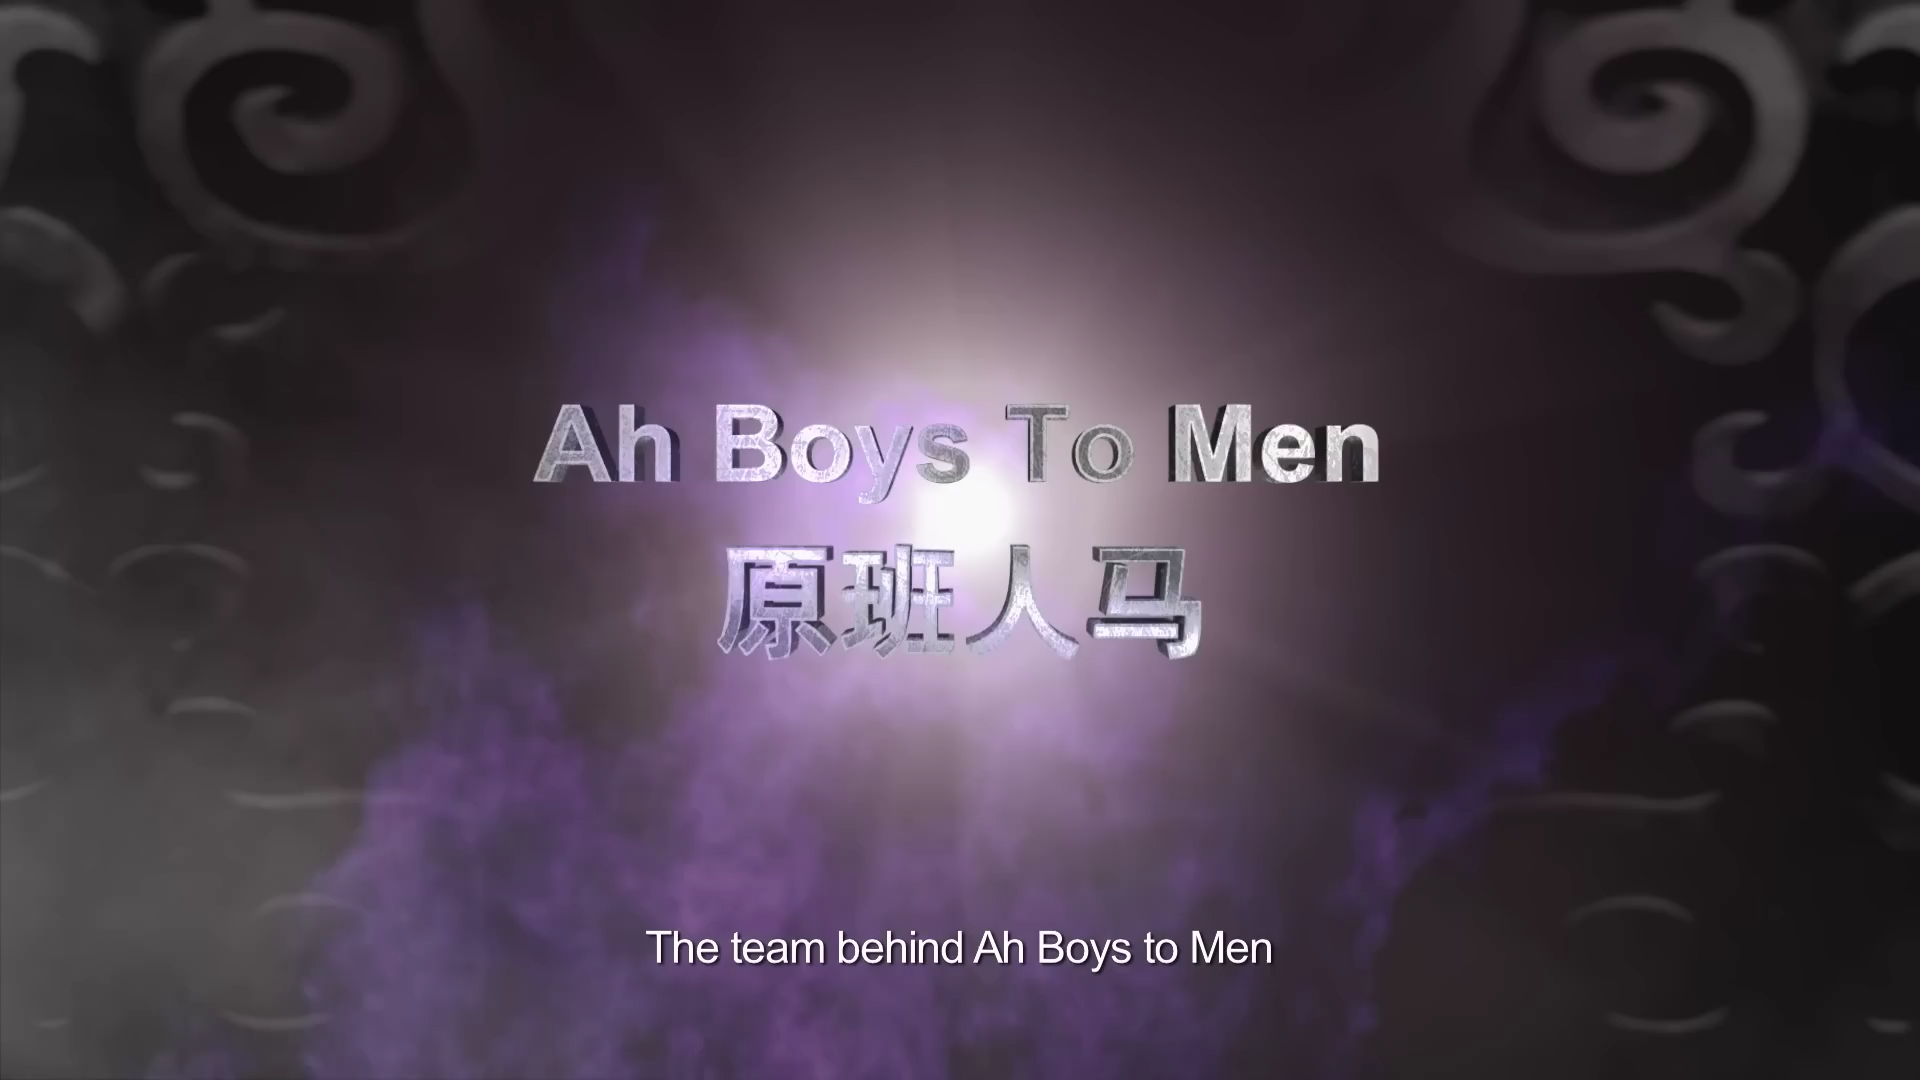 Ah Boys To Men
原班人马
The team behind Ah Boys to Men